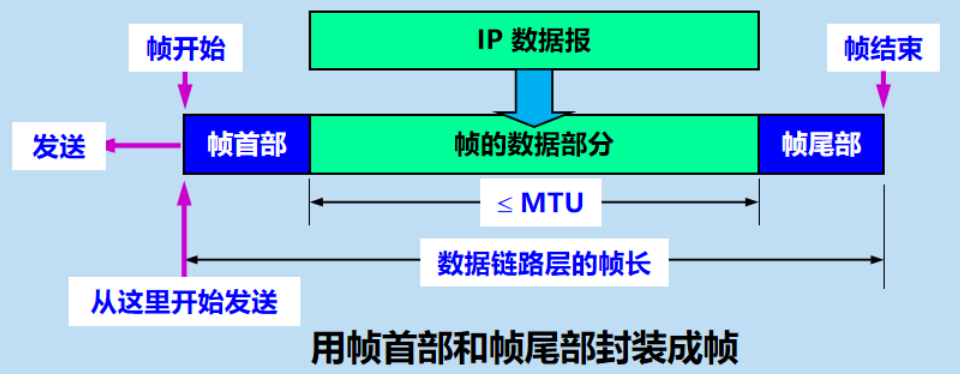 IP 数据报
帧开始
帧结束
发送
帧首部
帧的数据部分
帧尾部
≤ MTU
数据链路层的帧长
从这里开始发送
用帧首部和帧尾部封装成帧